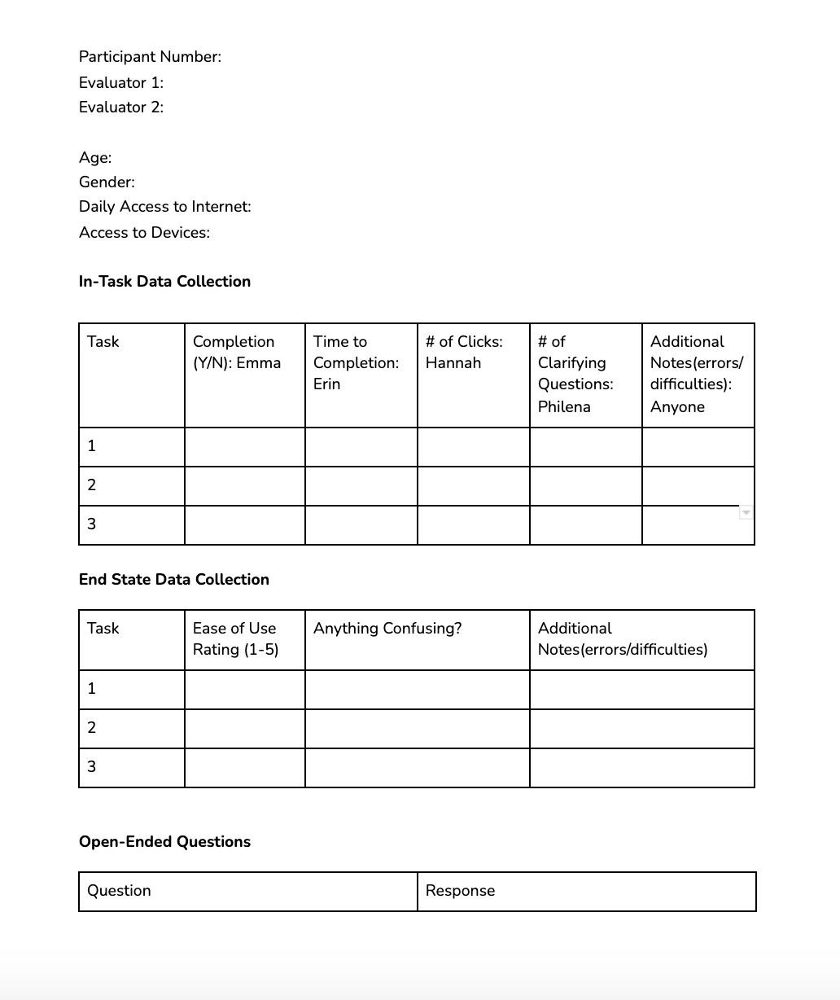 Participant Number:
Evaluator 1:
Evaluator 2:
Age:
Gender:
Daily Access to Internet:
Access to Devices:
In-Task Data Collection
Task
Completion
(Y/N): Emma
Time to
Completion:
Erin
# of Clicks:
Hannah
# of
Clarifying
Questions:
Philena
Additional
Notes(errors/
difficulties):
Anyone
1
2
3
End State Data Collection
Task
Ease of Use
Rating (1-5)
Anything Confusing?
Additional
Notes(errors/difficulties)
1
2
3
Open-Ended Questions
Question
Response